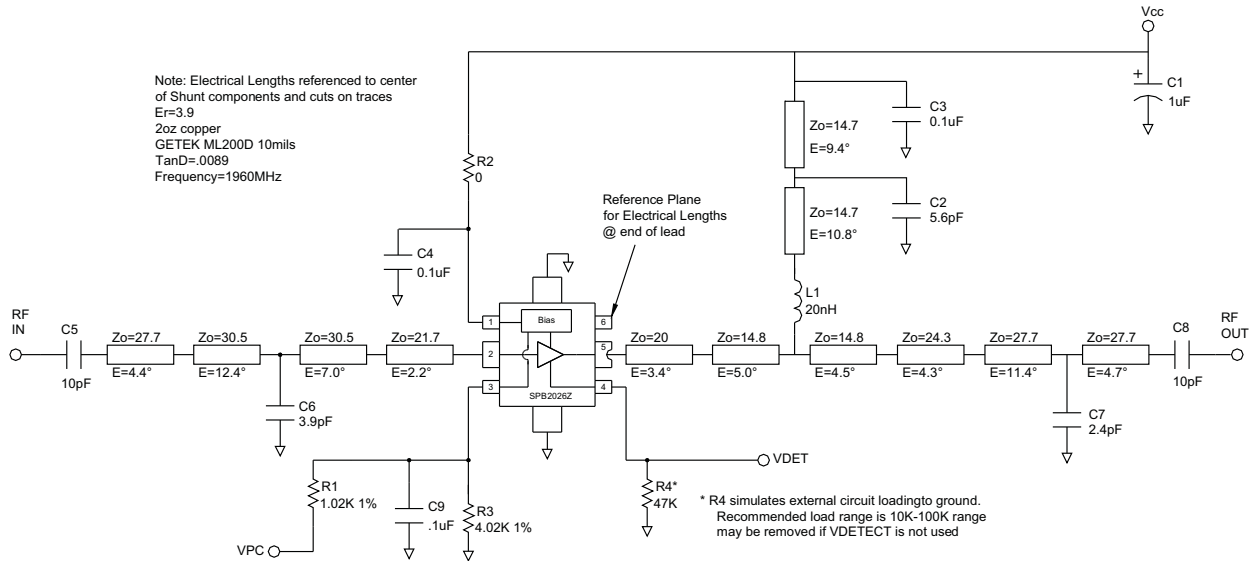 Vcc
Note: Electrical Lengths referenced to center
of Shunt components and cuts on traces
Er=3.9
2oz copper
GETEK ML200D 10mils
TanD=.0089
Frequency=1960MHz
+
C1
1uF
C3
0.1uF
Zo=14.7
E=9.4°
R2
0
Reference Plane
for Electrical Lengths
@ end of lead
C2
5.6pF
Zo=14.7
E=10.8°
C4
0.1uF
L1
20nH
RF
IN
C5
10pF
Zo=27.7
E=4.4°
Zo=30.5
E=12.4°
Zo=30.5
E=7.0°
Zo=21.7
E=2.2°
1
2
3
Bias
6
5
4
SPB2026Z
Zo=20
E=3.4°
Zo=14.8
E=5.0°
Zo=14.8
E=4.5°
Zo=24.3
E=4.3°
Zo=27.7
E=11.4°
Zo=27.7
E=4.7°
C8
10pF
RF
OUT
C6
3.9pF
C7
2.4pF
VDET
R1
1.02K 1%
C9
.1uF
R3
4.02K 1%
R4*
47K
VPC
* R4 simulates external circuit loadingto ground.
Recommended load range is 10K-100K range
may be removed if VDETECT is not used